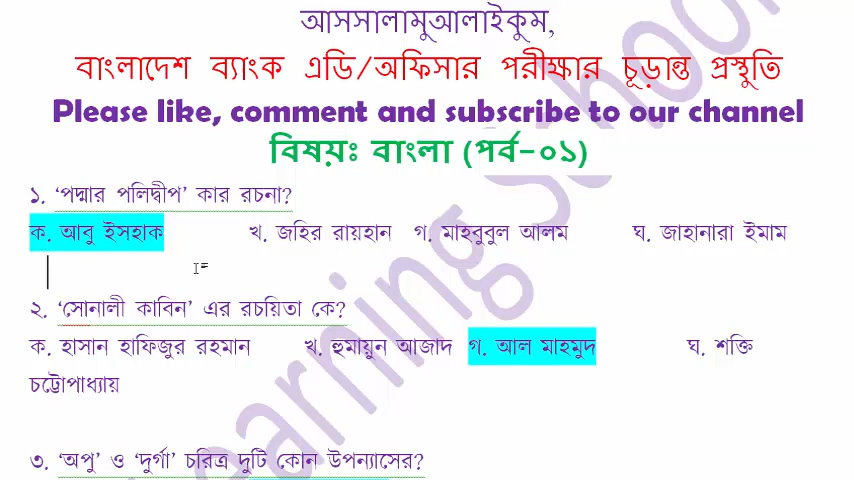 আসসালামুআলাইকুম,
বাংলাদেশ ব্যাংক এডি/অফিসার পরীক্ষার চূড়ান্ত প্রস্তুতি
Please like, comment and subscribe to our channel
বিষয়ঃ বাংলা (পর্ব-০১)
১. ‘পদ্মার পলিদ্বীপ’ কার রচনা?
ক. আবু ইসহাক খ. জহির রায়হান গ. মাহবুবুল আলম ঘ. জাহানারা ইমাম
২. ‘সোনালী কাবিন’ এর রচয়িতা কে?
ক. হাসান হাফিজুর রহমান খ. হুমায়ুন আজাদ গ. আল মাহমুদ ঘ. শক্তি
চট্টোপাধ্যায়
৩. ‘অপু’ ও ‘দুর্গা’ চরিত্র দুটি কোন উপন্যাসের?
Learning School